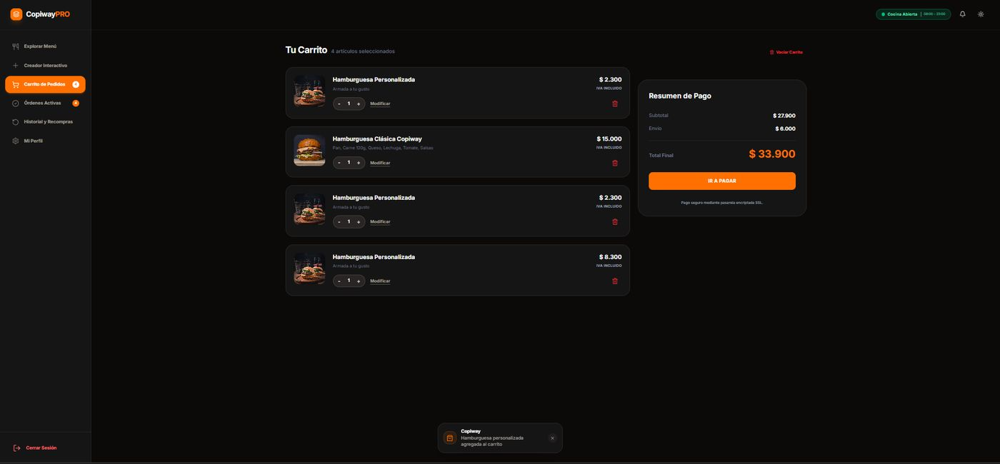 CopiwayPRO
Cocina Abierta | 08:00 - 23:00
Explorar Menú
Creador Interactivo
Carrito de Pedidos 4
Órdenes Activas 4
Historial y Recompras
Mi Perfil
Cerrar Sesión
Tu Carrito 4 artículos seleccionados
Vaciar Carrito
Hamburguesa Personalizada
$ 2.300
Armada a tu gusto
IVA INCLUIDO
- 1 + Modificar
Hamburguesa Clásica Copiway
$ 15.000
Pan, Carne 120g, Queso, Lechuga, Tomate, Salsas
IVA INCLUIDO
- 1 + Modificar
Hamburguesa Personalizada
$ 2.300
Armada a tu gusto
IVA INCLUIDO
- 1 + Modificar
Hamburguesa Personalizada
$ 8.300
Armada a tu gusto
IVA INCLUIDO
- 1 + Modificar
Resumen de Pago
Subtotal $ 27.900
Envío $ 6.000
Total Final $ 33.900
IR A PAGAR
Pago seguro mediante pasarela encriptada SSL.
Copiway
Hamburguesa personalizada
agregada al carrito